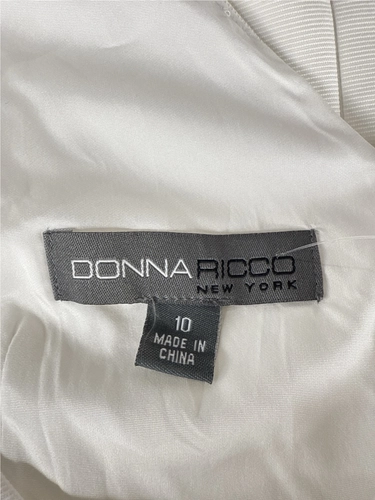 DONNA RICCO
NEW YORK
10
MADE IN
CHINA